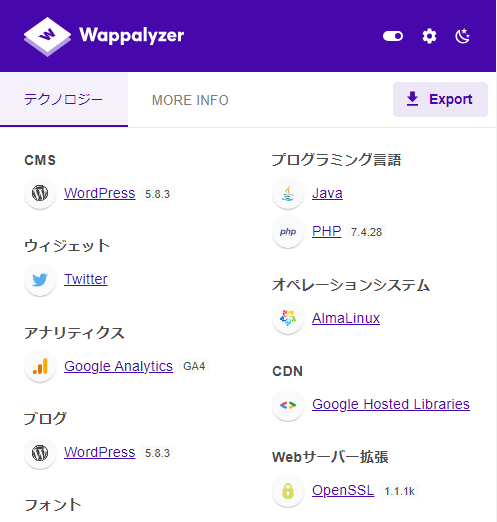 Wappalyzer
テクノロジー
MORE INFO
Export
CMS
WordPress 5.8.3
ウィジェット
Twitter
アナリティクス
Google Analytics GA4
ブログ
WordPress 5.8.3
フォント
プログラミング言語
Java
php PHP 7.4.28
オペレーションシステム
AlmaLinux
CDN
Google Hosted Libraries
Webサーバー拡張
OpenSSL 1.1.1k